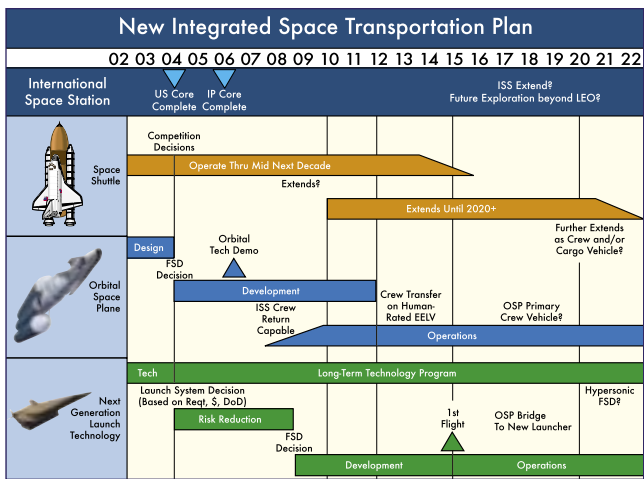 New Integrated Space Transportation Plan
02 03 04 05 06 07 08 09 10 11 12 13 14 15 16 17 18 19 20 21 22
International
Space Station
US Core
Complete
IP Core
Complete
ISS Extend?
Future Exploration beyond LEO?
Space
Shuttle
Competition
Decisions
Operate Thru Mid Next Decade
Extends?
Extends Until 2020+
Further Extends
as Crew and/or
Cargo Vehicle?
Orbital
Space
Plane
Design
FSD
Decision
Orbital
Tech Demo
Development
ISS Crew
Return
Capable
Crew Transfer
on Human-
Rated EELV
OSP Primary
Crew Vehicle?
Operations
Next
Generation
Launch
Technology
Tech
Long-Term Technology Program
Launch System Decision
(Based on Reqt, $, DoD)
Hypersonic
FSD?
Risk Reduction
FSD
Decision
1st
Flight
OSP Bridge
To New Launcher
Development
Operations